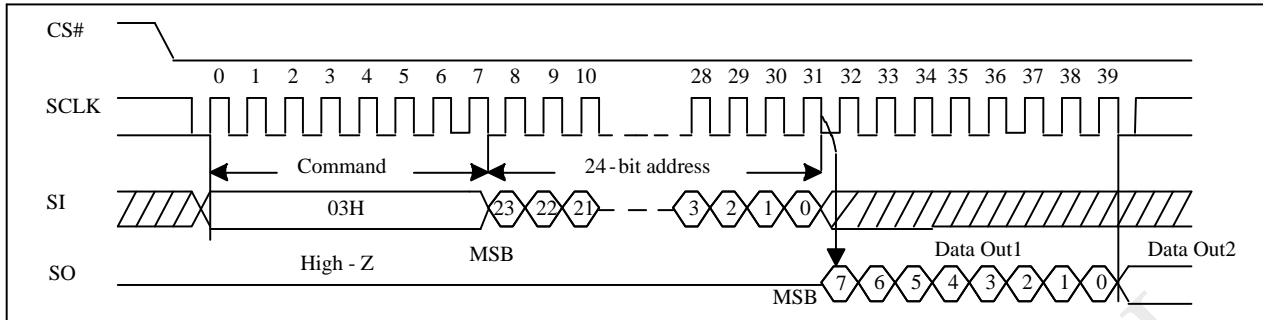 CS#
0 1 2 3 4 5 6 7 8 9 10 28 29 30 31 32 33 34 35 36 37 38 39
SCLK
Command 24-bit address
SI 03H 23 22 21 3 2 1 0
High - Z MSB Data Out1 Data Out2
SO MSB 7 6 5 4 3 2 1 0